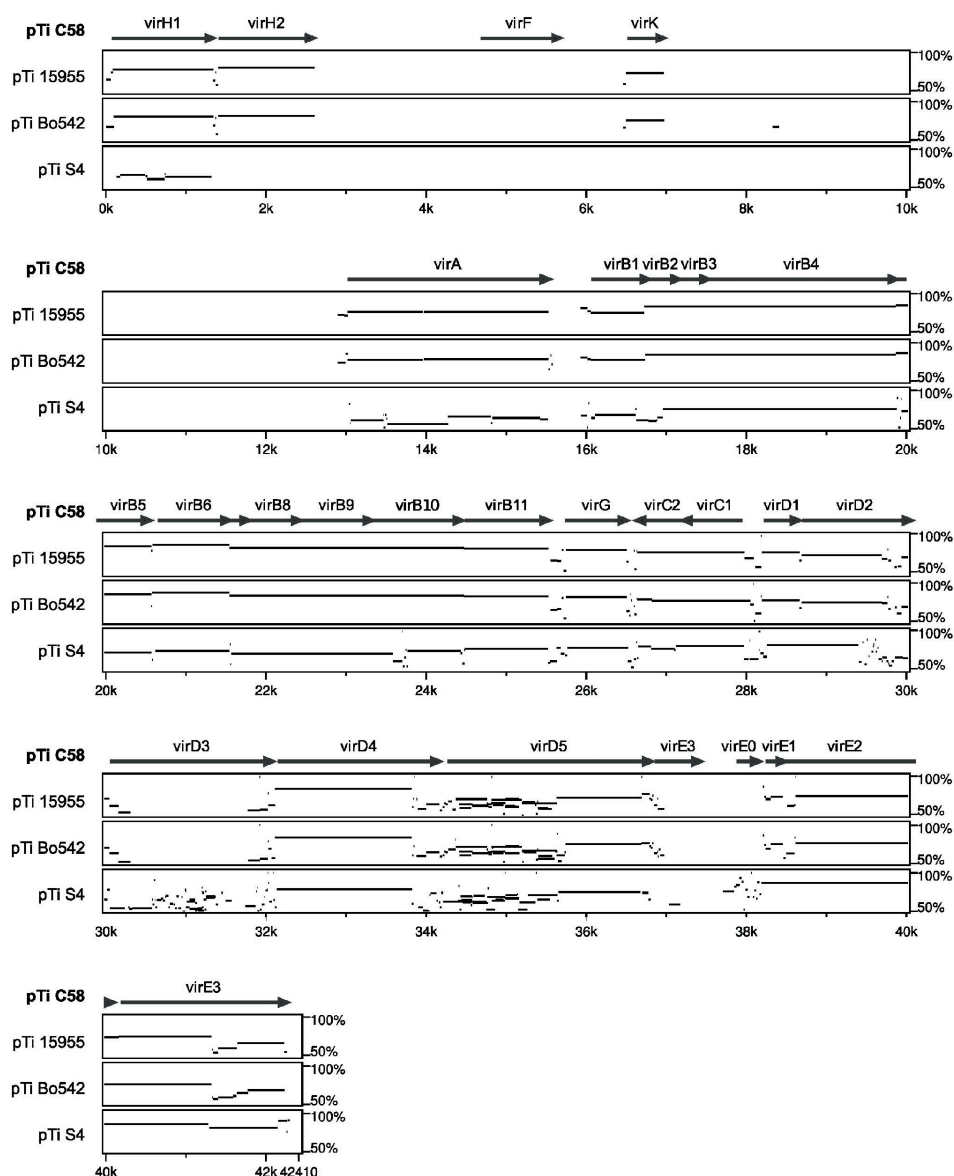 pTi C58 virH1 virH2 virF virK
pTi 15955 100% 50%
pTi Bo542 100% 50%
pTi S4 100% 50%
0k 2k 4k 6k 8k 10k
pTi C58 virA virB1 virB2 virB3 virB4
pTi 15955 100% 50%
pTi Bo542 100% 50%
pTi S4 100% 50%
10k 12k 14k 16k 18k 20k
pTi C58 virB5 virB6 virB8 virB9 virB10 virB11 virG virC2 virC1 virD1 virD2
pTi 15955 100% 50%
pTi Bo542 100% 50%
pTi S4 100% 50%
20k 22k 24k 26k 28k 30k
pTi C58 virD3 virD4 virD5 virE3 virE0 virE1 virE2
pTi 15955 100% 50%
pTi Bo542 100% 50%
pTi S4 100% 50%
30k 32k 34k 36k 38k 40k
pTi C58 virE3
pTi 15955 100% 50%
pTi Bo542 100% 50%
pTi S4 100% 50%
40k 42k 42410